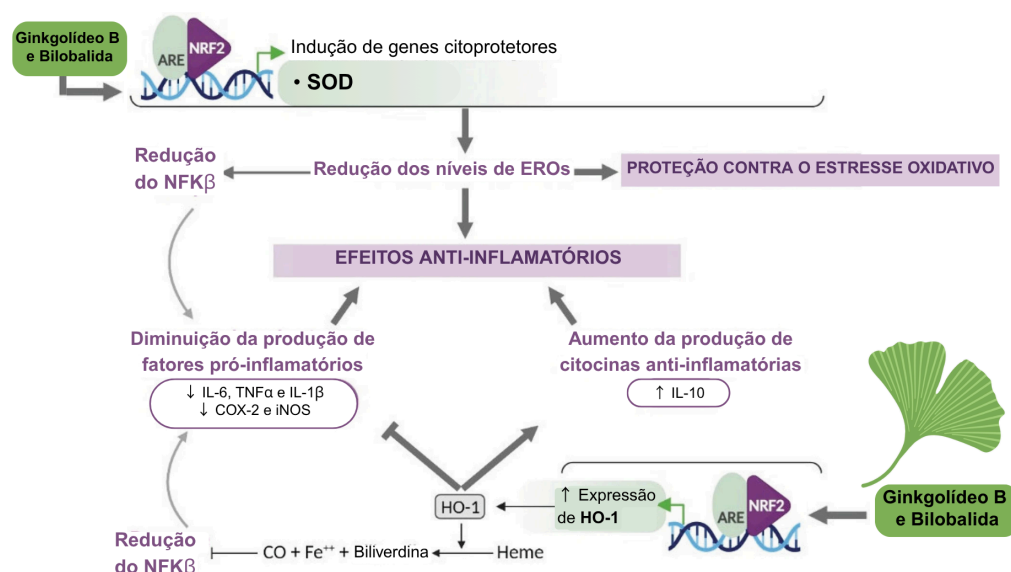 Ginkgolídeo B
e Bilobalida
ARE
NRF2
Indução de genes citoprotetores
• SOD
Redução
do NFKβ
Redução dos níveis de EROs
PROTEÇÃO CONTRA O ESTRESSE OXIDATIVO
EFEITOS ANTI-INFLAMATÓRIOS
Diminuição da produção de
fatores pró-inflamatórios
↓ IL-6, TNFα e IL-1β
↓ COX-2 e iNOS
Aumento da produção de
citocinas anti-inflamatórias
↑ IL-10
HO-1
↑ Expressão
de HO-1
ARE
NRF2
Ginkgolídeo B
e Bilobalida
Redução
do NFKβ
CO + Fe⁺⁺ + Biliverdina
Heme